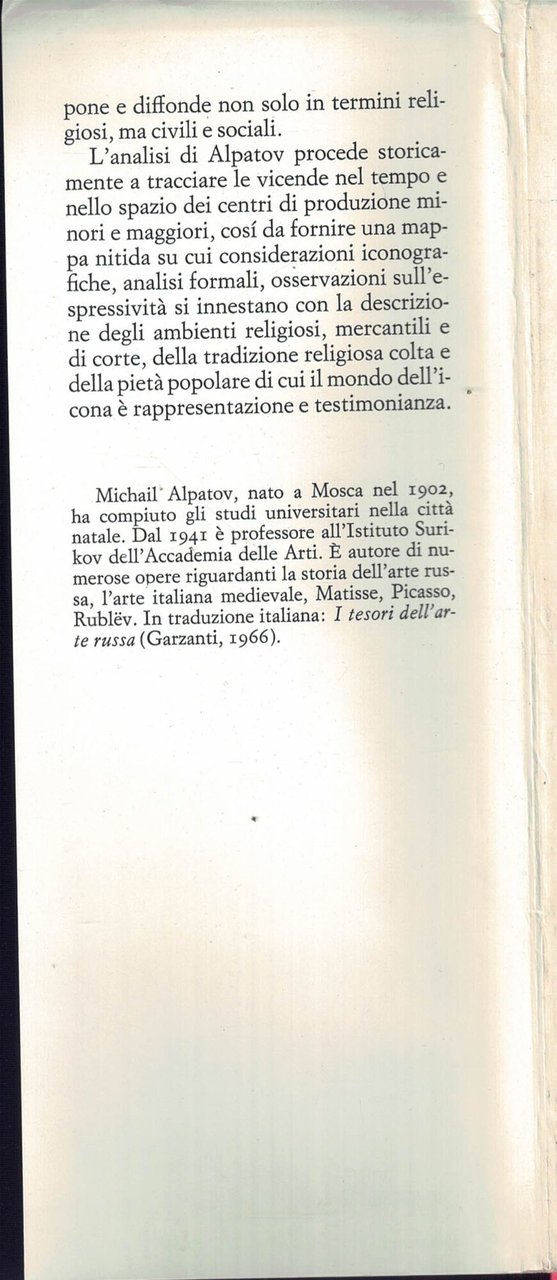 pone e diffonde non solo in termini reli-
giosi, ma civili e sociali.
L'analisi di Alpatov procede storica-
mente a tracciare le vicende nel tempo e
nello spazio dei centri di produzione mi-
nori e maggiori, cosí da fornire una map-
pa nitida su cui considerazioni iconogra-
fiche, analisi formali, osservazioni sull'e-
spressività si innestano con la descrizio-
ne degli ambienti religiosi, mercantili e
di corte, della tradizione religiosa colta e
della pietà popolare di cui il mondo dell'i-
cona è rappresentazione e testimonianza.
Michail Alpatov, nato a Mosca nel 1902,
ha compiuto gli studi universitari nella città
natale. Dal 1941 è professore all'Istituto Suri-
kov dell'Accademia delle Arti. È autore di nu-
merose opere riguardanti la storia dell'arte rus-
sa, l'arte italiana medievale, Matisse, Picasso,
Rublëv. In traduzione italiana: I tesori dell'ar-
te russa (Garzanti, 1966).